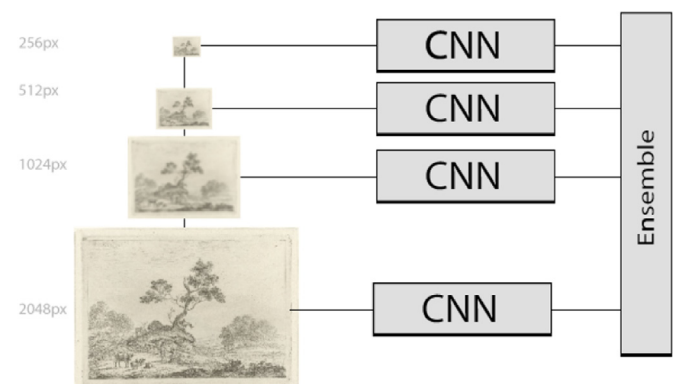 256px
CNN
512px
CNN
1024px
CNN
2048px
CNN
Ensemble